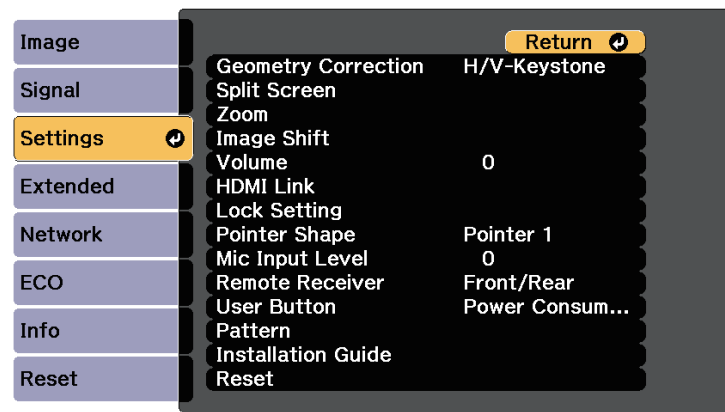 Image
Signal
Settings
Extended
Network
ECO
Info
Reset
Return
Geometry Correction H/V-Keystone
Split Screen
Zoom
Image Shift
Volume 0
HDMI Link
Lock Setting
Pointer Shape Pointer 1
Mic Input Level 0
Remote Receiver Front/Rear
User Button Power Consum...
Pattern
Installation Guide
Reset